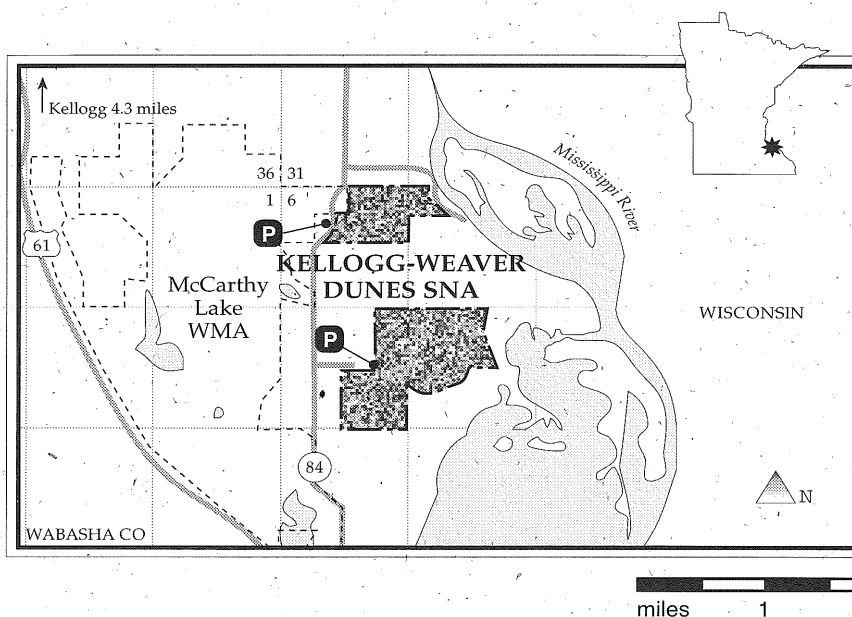 Kellogg 4.3 miles
Mississippi River
36 31
1 6
P
61
KELLOGG-WEAVER
DUNES SNA
McCarthy
Lake
WMA
WISCONSIN
P
84
N
WABASHA CO
miles 1